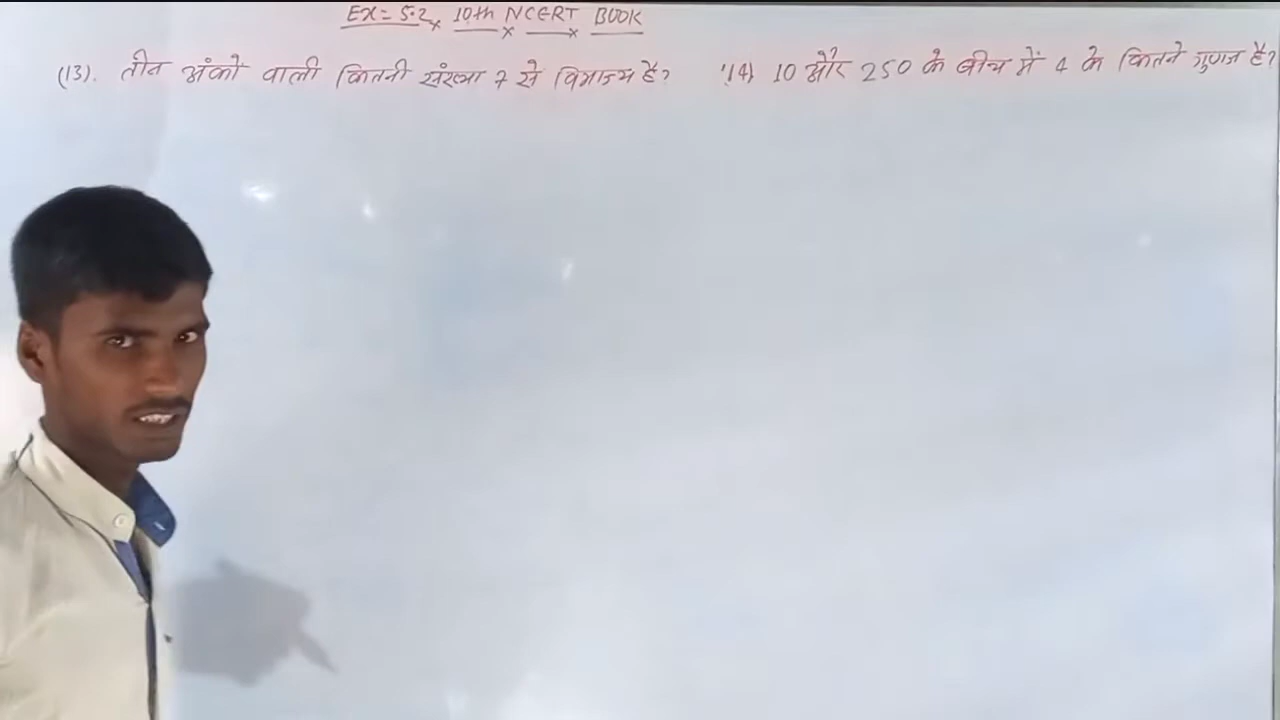 Ex = 5.2 10th NCERT BOOK
(13). तीन अंको वाली कितनी संख्या 7 से विभाज्य है?
(14) 10 और 250 के बीच में 4 के कितने गुणज है?